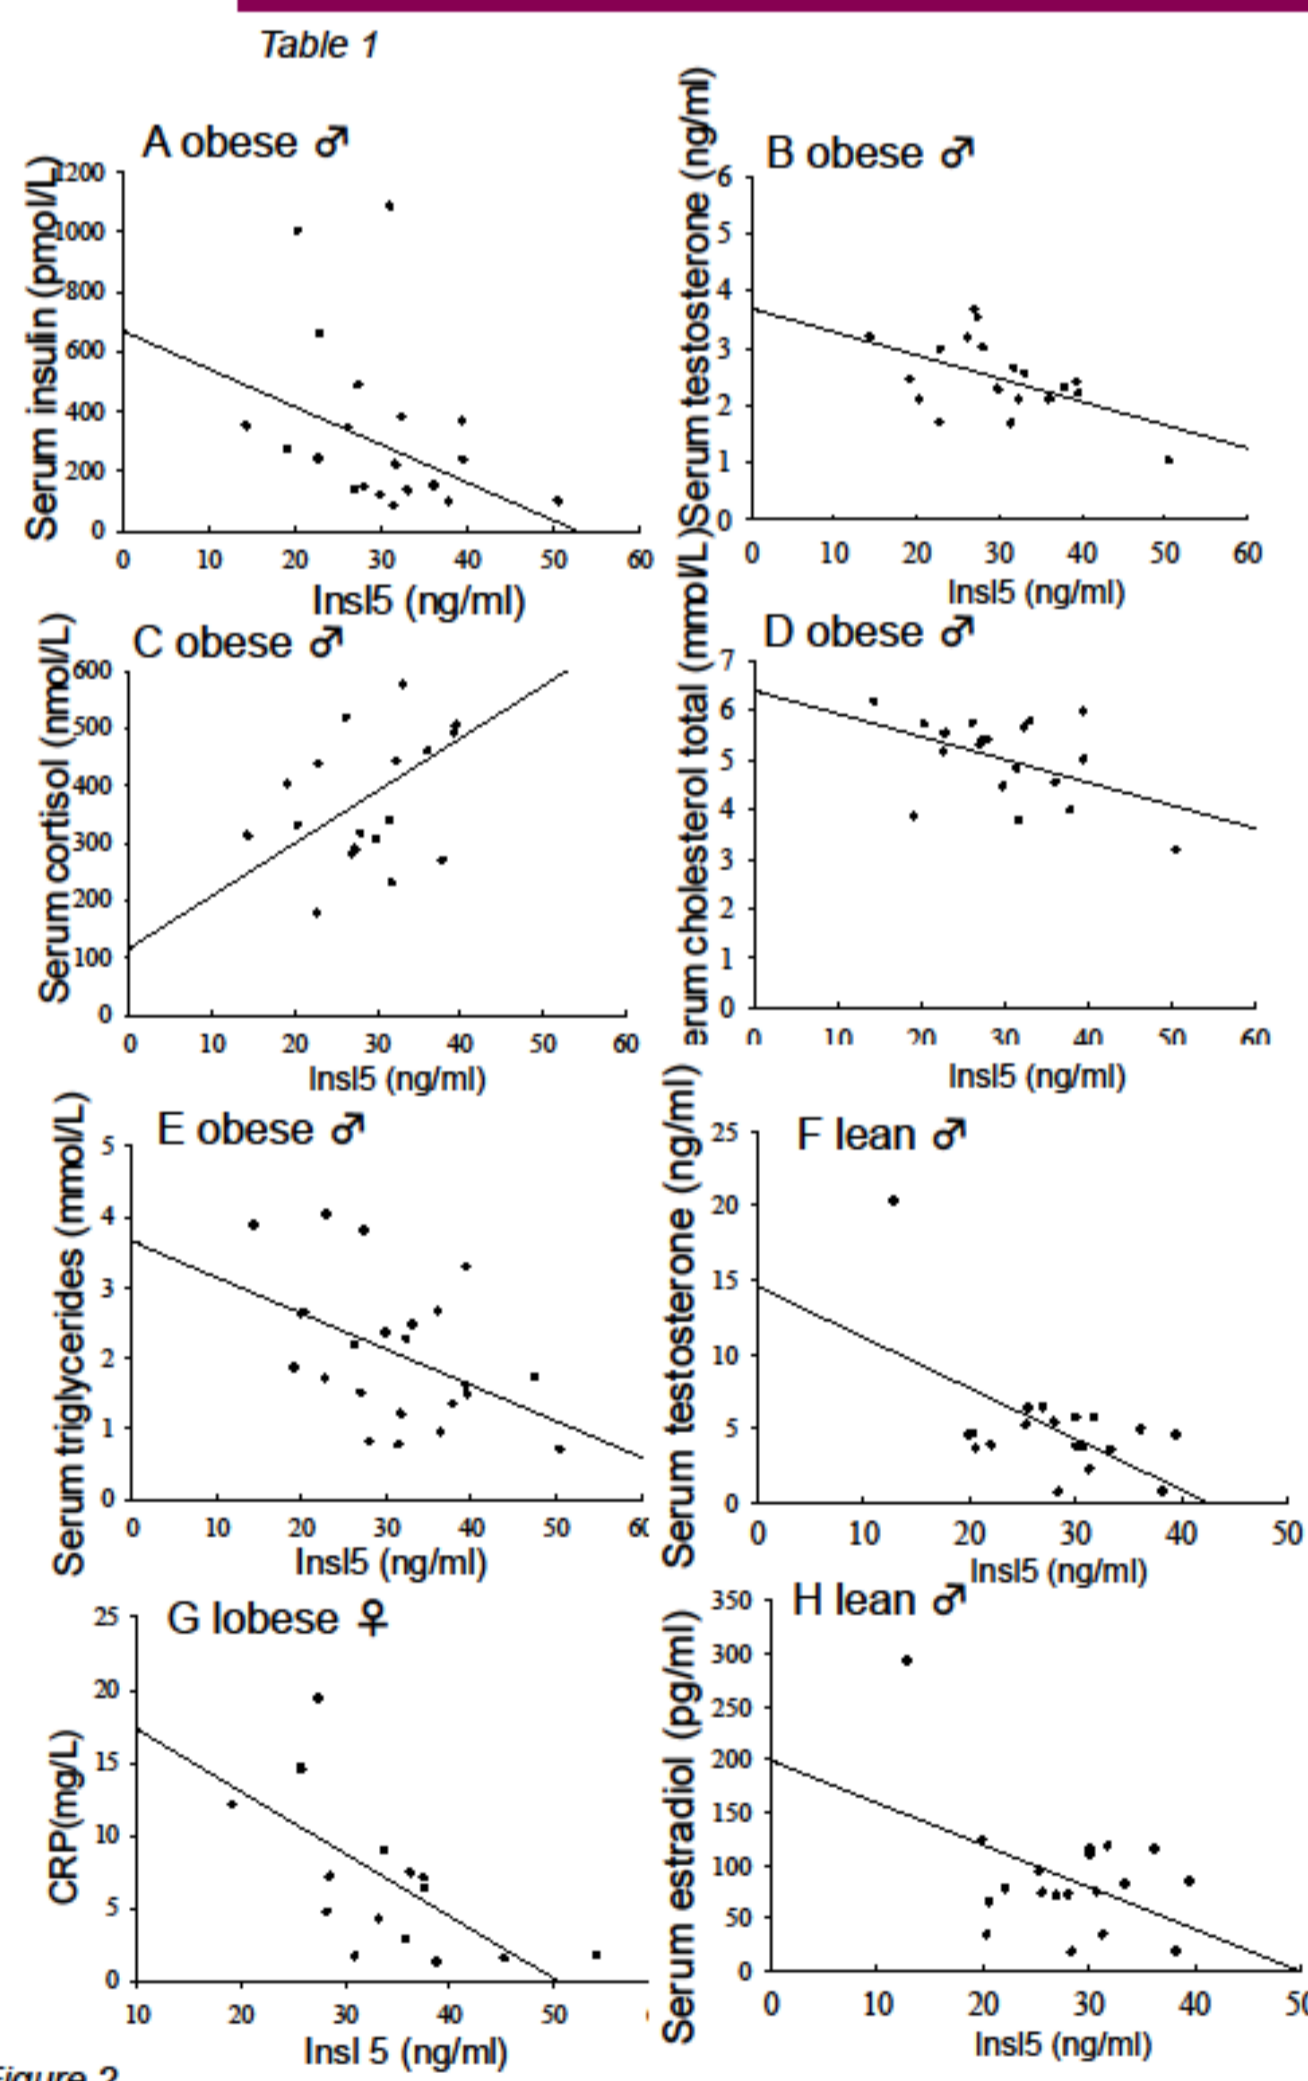 Table 1
A obese ♂
Serum insulin (pmol/L)
1200
1000
800
600
400
200
0
0 10 20 30 40 50 60
Insl5 (ng/ml)
B obese ♂
Serum testosterone (ng/ml)
6
5
4
3
2
1
0
0 10 20 30 40 50 60
Insl5 (ng/ml)
C obese ♂
Serum cortisol (nmol/L)
600
500
400
300
200
100
0
0 10 20 30 40 50 60
Insl5 (ng/ml)
D obese ♂
erum cholesterol total (mmol/L)
7
6
5
4
3
2
1
0
0 10 20 30 40 50 60
Insl5 (ng/ml)
E obese ♂
Serum triglycerides (mmol/L)
5
4
3
2
1
0
0 10 20 30 40 50 60
Insl5 (ng/ml)
F lean ♂
Serum testosterone (ng/ml)
25
20
15
10
5
0
0 10 20 30 40 50
Insl5 (ng/ml)
G lobese ♀
CRP(mg/L)
25
20
15
10
5
0
10 20 30 40 50
Insl 5 (ng/ml)
H lean ♂
Serum estradiol (pg/ml)
350
300
250
200
150
100
50
0
0 10 20 30 40 50
Insl5 (ng/ml)
Figure 2